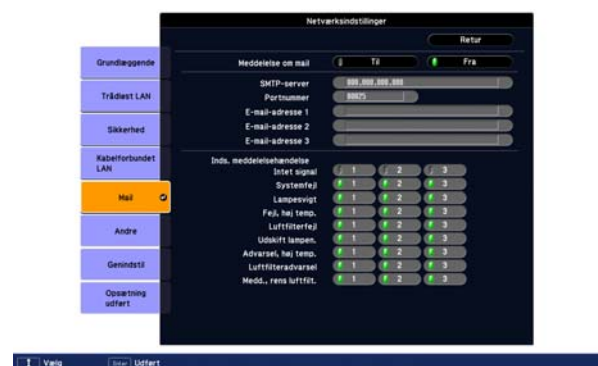 Netværksindstillinger
Retur
Grundlæggende
Trådløst LAN
Sikkerhed
Kabelforbundet
LAN
Mail
Andre
Genindstil
Opsætning
udført
Meddelelse om mail Til Fra
SMTP-server 000.000.000.000
Portnummer 00025
E-mail-adresse 1
E-mail-adresse 2
E-mail-adresse 3
Inds. meddelelsehændelse
Intet signal 1 2 3
Systemfejl 1 2 3
Lampesvigt 1 2 3
Fejl, høj temp. 1 2 3
Luftfilterfejl 1 2 3
Udskift lampen. 1 2 3
Advarsel, høj temp. 1 2 3
Luftfilteradvarsel 1 2 3
Medd., rens luftfilt. 1 2 3
Vælg Enter Udført